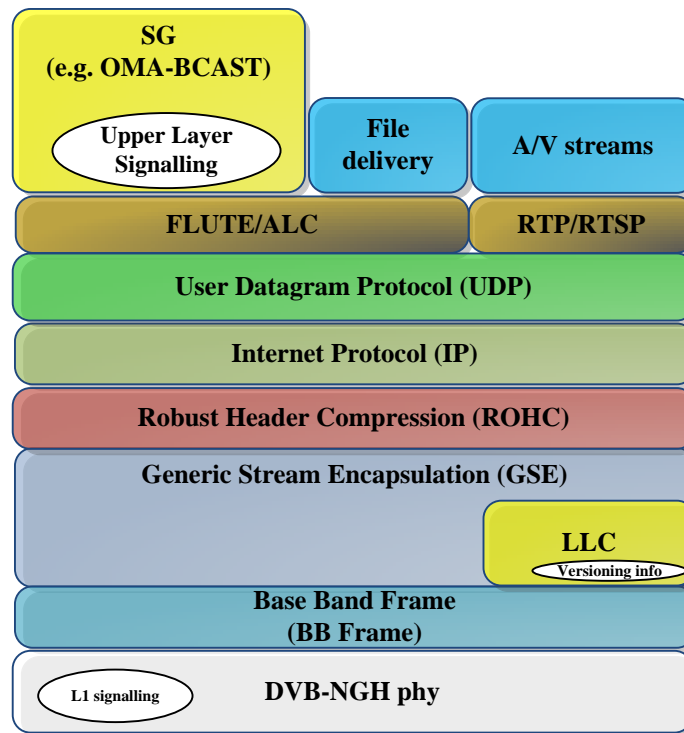 SG
(e.g. OMA-BCAST)
Upper Layer
Signalling
File
delivery
A/V streams
FLUTE/ALC
RTP/RTSP
User Datagram Protocol (UDP)
Internet Protocol (IP)
Robust Header Compression (ROHC)
Generic Stream Encapsulation (GSE)
LLC
Versioning info
Base Band Frame
(BB Frame)
L1 signalling
DVB-NGH phy